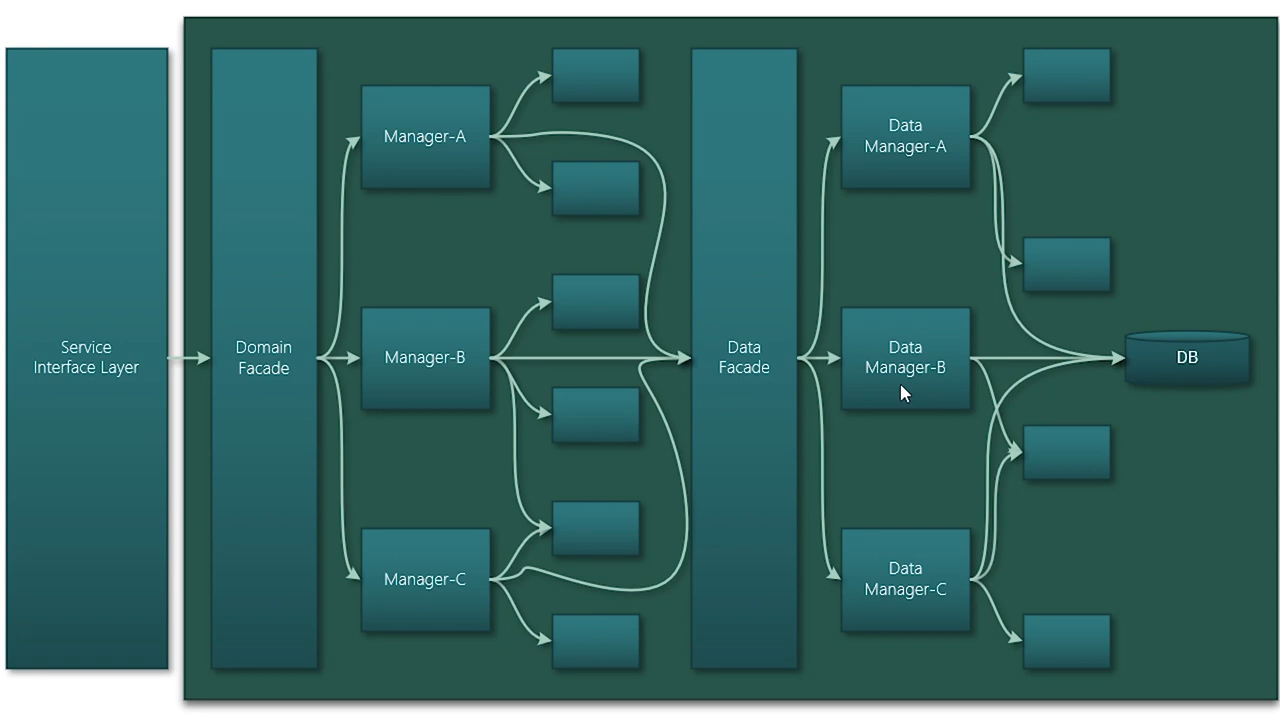 Service
Interface Layer
Domain
Facade
Manager-A
Manager-B
Manager-C
Data
Facade
Data
Manager-A
Data
Manager-B
Data
Manager-C
DB